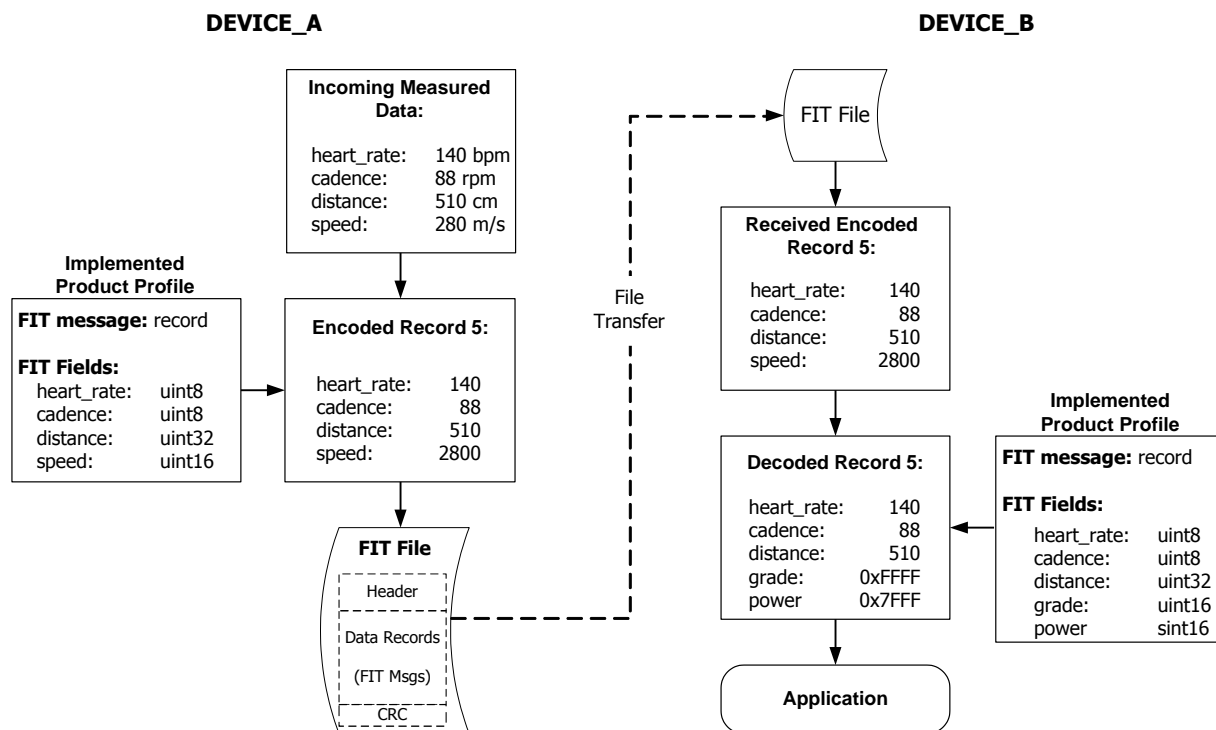 DEVICE_A
Incoming Measured
Data:
heart_rate: 140 bpm
cadence: 88 rpm
distance: 510 cm
speed: 280 m/s
Implemented
Product Profile
FIT message: record
FIT Fields:
heart_rate: uint8
cadence: uint8
distance: uint32
speed: uint16
Encoded Record 5:
heart_rate: 140
cadence: 88
distance: 510
speed: 2800
FIT File
Header
Data Records
(FIT Msgs)
CRC
File
Transfer
DEVICE_B
FIT File
Received Encoded
Record 5:
heart_rate: 140
cadence: 88
distance: 510
speed: 2800
Decoded Record 5:
heart_rate: 140
cadence: 88
distance: 510
grade: 0xFFFF
power 0x7FFF
Implemented
Product Profile
FIT message: record
FIT Fields:
heart_rate: uint8
cadence: uint8
distance: uint32
grade: uint16
power sint16
Application